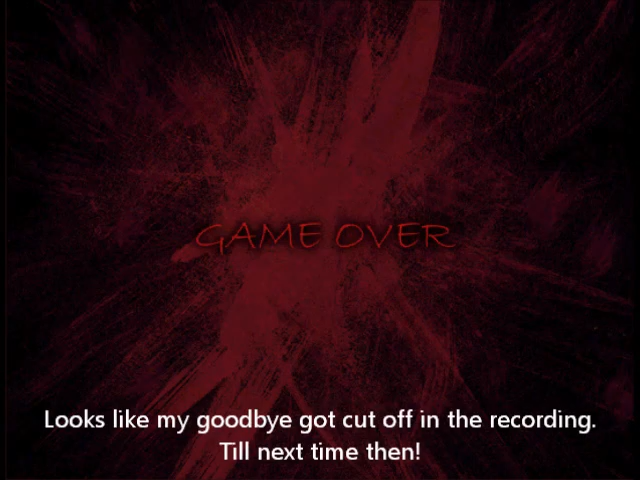 GAME OVER
Looks like my goodbye got cut off in the recording.
Till next time then!